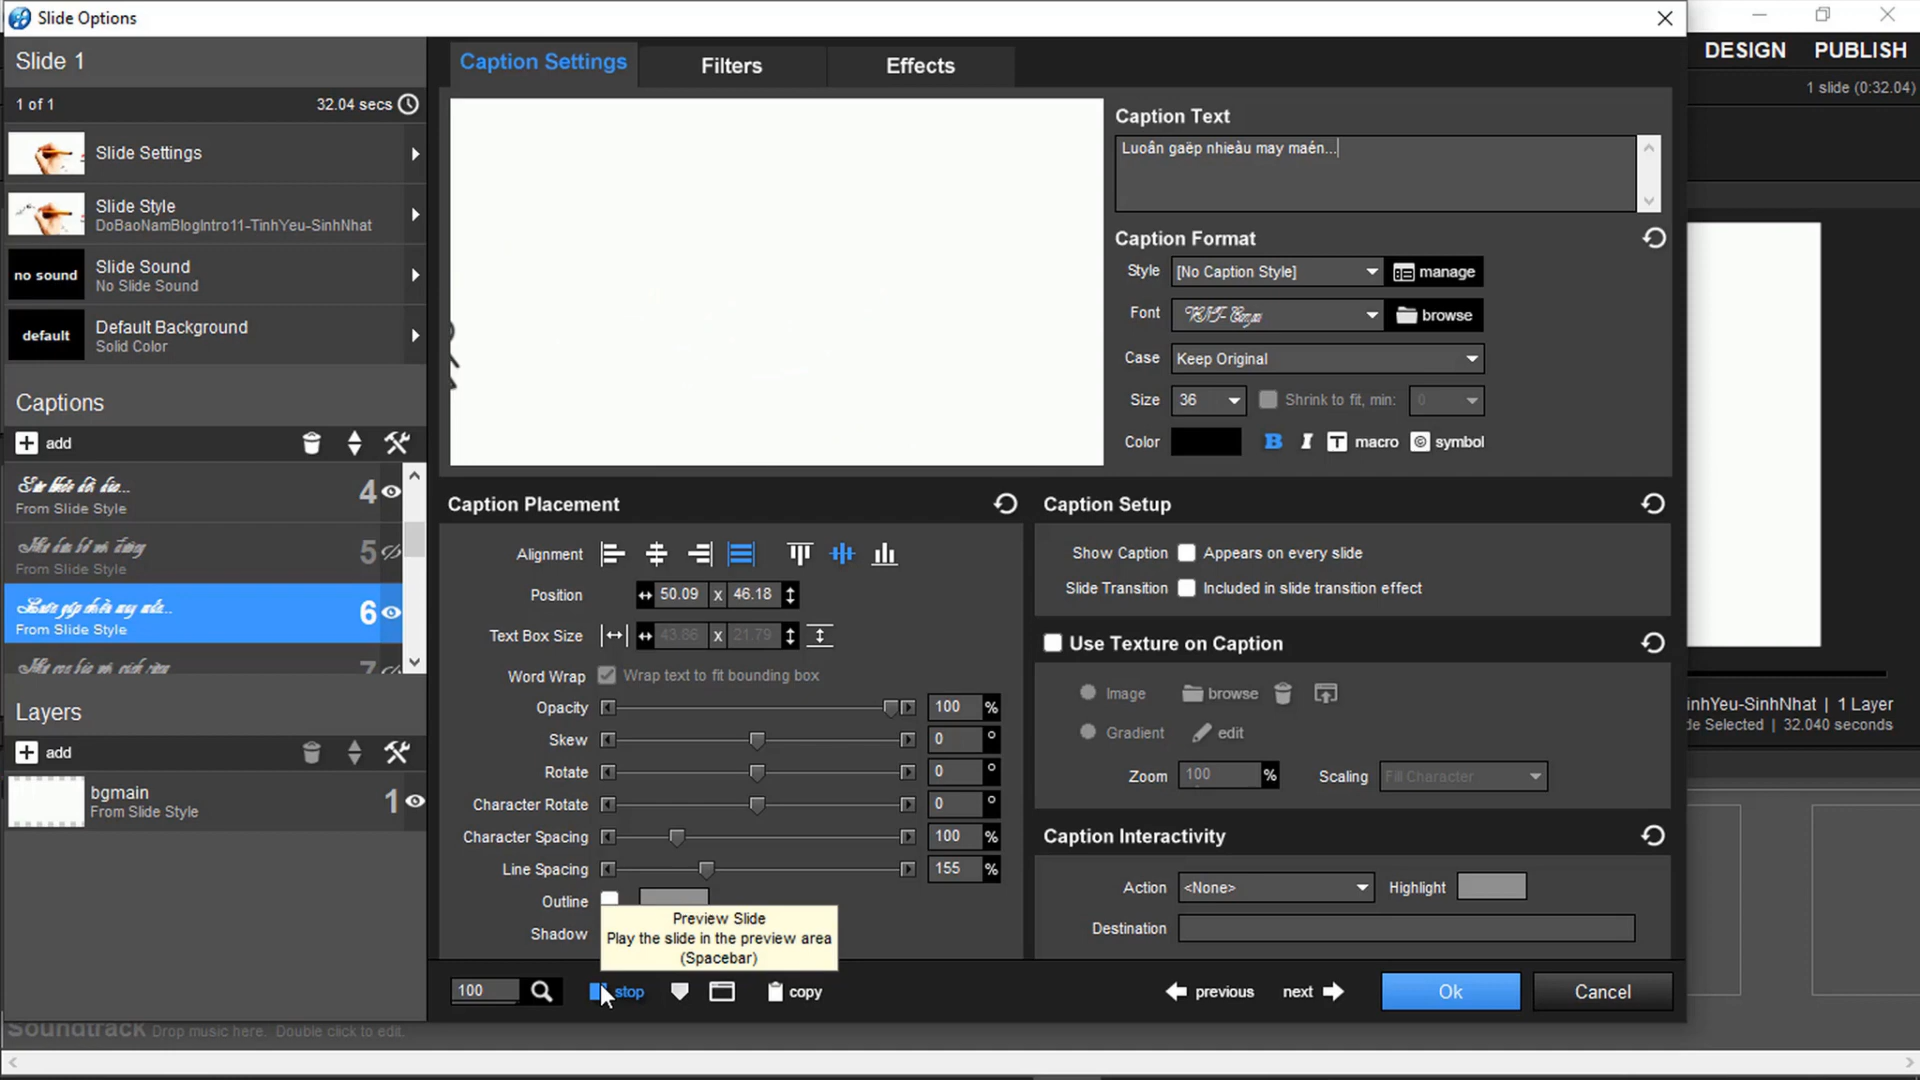 Slide Options
DESIGN PUBLISH
Slide 1
Caption Settings
Filters
Effects
1 slide (0:32.04)
1 of 1
32.04 secs
Slide Settings
Slide Style
DoBaoNamBlogIntro11-TinhYeu-SinhNhat
no sound
Slide Sound
No Slide Sound
default
Default Background
Solid Color
Captions
add
From Slide Style
4
From Slide Style
5
From Slide Style
6
7
Layers
add
bgmain
From Slide Style
1
Caption Text
Luoân gaëp nhieàu may maén...
Caption Format
Style [No Caption Style] manage
Font browse
Case Keep Original
Size 36 Shrink to fit, min: 0
Color B I T macro symbol
Caption Placement
Alignment
Position 50.09 x 46.18
Text Box Size 43.86 x 21.79
Word Wrap Wrap text to fit bounding box
Opacity 100 %
Skew 0 °
Rotate 0 °
Character Rotate 0 °
Character Spacing 100 %
Line Spacing 155 %
Outline
Shadow
Preview Slide
Play the slide in the preview area
(Spacebar)
Caption Setup
Show Caption Appears on every slide
Slide Transition Included in slide transition effect
Use Texture on Caption
Image browse
Gradient edit
Zoom 100 % Scaling Fill Character
Caption Interactivity
Action <None> Highlight
Destination
inhYeu-SinhNhat | 1 Layer
de Selected | 32.040 seconds
100
stop
copy
previous
next
Ok
Cancel
Soundtrack Drop music here. Double click to edit.